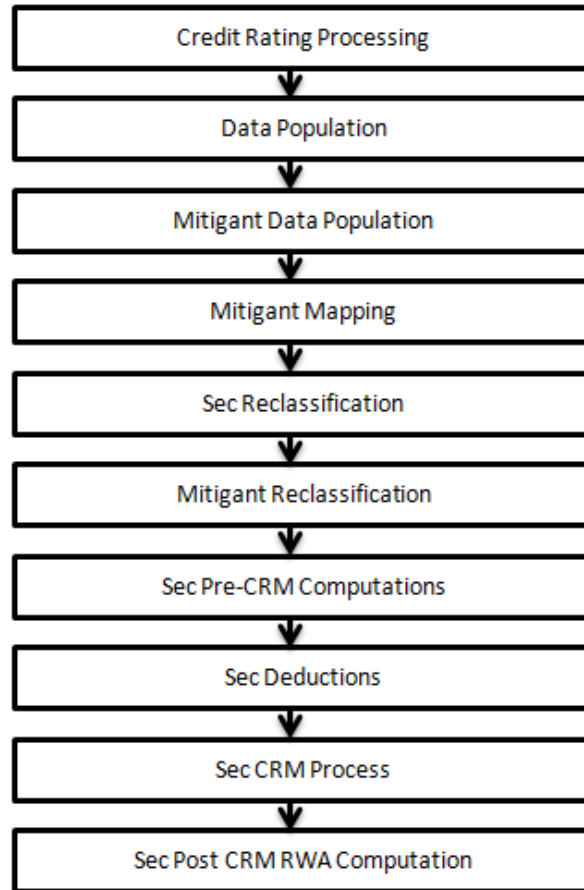 Credit Rating Processing
Data Population
Mitigant Data Population
Mitigant Mapping
Sec Reclassification
Mitigant Reclassification
Sec Pre-CRM Computations
Sec Deductions
Sec CRM Process
Sec Post CRM RWA Computation